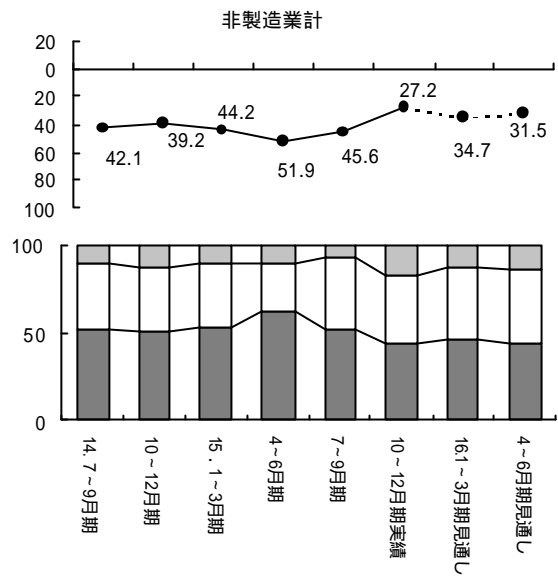 非製造業計
20
0
20
40
60
80
100
42.1
39.2
44.2
51.9
45.6
27.2
34.7
31.5
100
50
0
14. 7～9月期
10～12月期
15. 1～3月期
4～6月期
7～9月期
10～12月期実績
16.1～3月期見通し
4～6月期見通し